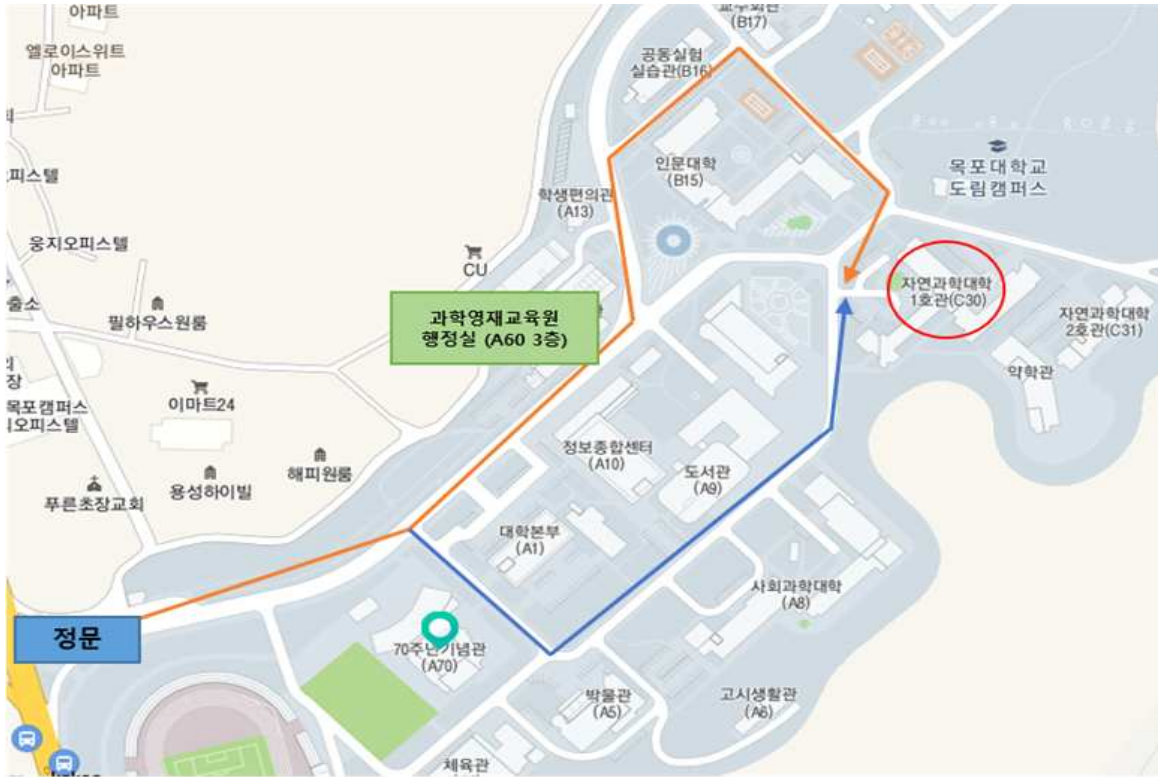 아파트
엘로이스위트
아파트
(B17)
공동실험
실습관(B16)
인문대학
(B15)
목포대학교
도림캠퍼스
피스텔
학생편의관
(A13)
웅지오피스텔
CU
출소
필하우스원룸
과학영재교육원
행정실 (A60 3층)
자연과학대학
1호관(C30)
자연과학대학
2호관(C31)
장
이마트24
약학관
목포캠퍼스
오피스텔
정보종합센터
(A10)
도서관
(A9)
해피원룸
용성하이빌
푸른초장교회
대학본부
(A1)
사회과학대학
(A8)
정문
70주년기념관
(A70)
박물관
(A5)
고시생활관
(A6)
체육관